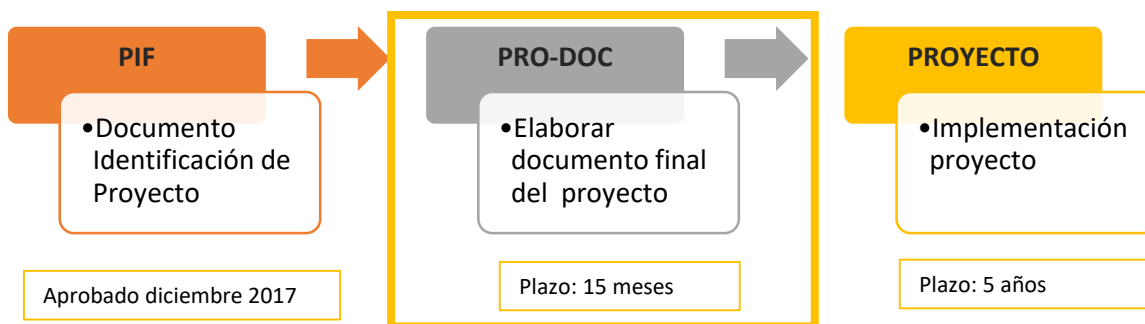 PIF
•Documento
Identificación de
Proyecto
Aprobado diciembre 2017
PRO-DOC
•Elaborar
documento final
del proyecto
Plazo: 15 meses
PROYECTO
•Implementación
proyecto
Plazo: 5 años